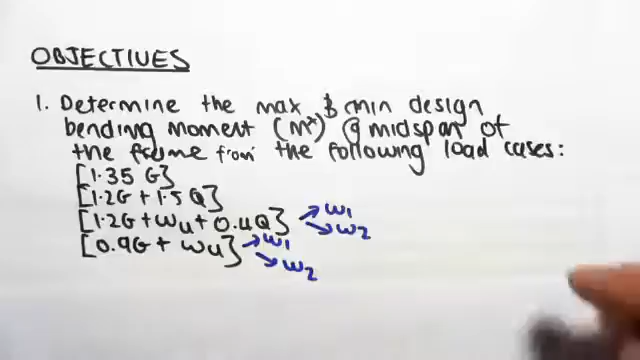 OBJECTIVES
1. Determine the max & min design
bending moment (M*) @ midspan of
the frame from the following load cases:
[1.35 G]
[1.2G + 1.5 Q]
[1.2G + Wu + 0.4Q] → W1
→ W2
[0.9G + Wu] → W1
→ W2